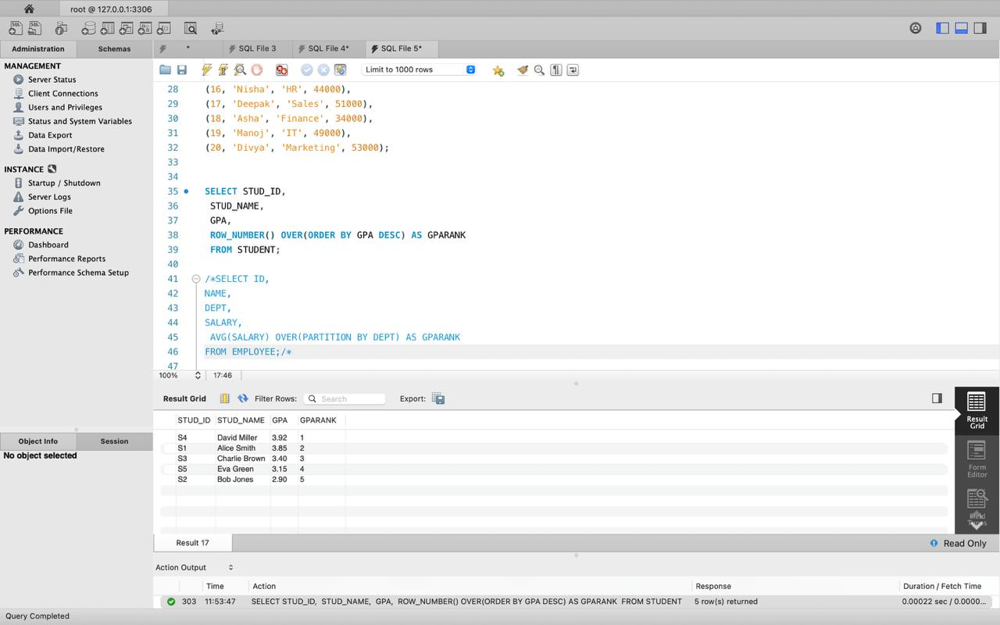 root @ 127.0.0.1:3306
Administration Schemas * SQL File 3 SQL File 4* SQL File 5*
MANAGEMENT
Server Status
Client Connections
Users and Privileges
Status and System Variables
Data Export
Data Import/Restore
INSTANCE
Startup / Shutdown
Server Logs
Options File
PERFORMANCE
Dashboard
Performance Reports
Performance Schema Setup
Object Info Session
No object selected
Limit to 1000 rows
28 (16, 'Nisha', 'HR', 44000),
29 (17, 'Deepak', 'Sales', 51000),
30 (18, 'Asha', 'Finance', 34000),
31 (19, 'Manoj', 'IT', 49000),
32 (20, 'Divya', 'Marketing', 53000);
33
34
35 SELECT STUD_ID,
36 STUD_NAME,
37 GPA,
38 ROW_NUMBER() OVER(ORDER BY GPA DESC) AS GPARANK
39 FROM STUDENT;
40
41 /*SELECT ID,
42 NAME,
43 DEPT,
44 SALARY,
45 AVG(SALARY) OVER(PARTITION BY DEPT) AS GPARANK
46 FROM EMPLOYEE;/*
47
100% 17:46
Result Grid Filter Rows: Search Export:
STUD_ID STUD_NAME GPA GPARANK
S4 David Miller 3.92 1
S1 Alice Smith 3.85 2
S3 Charlie Brown 3.40 3
S5 Eva Green 3.15 4
S2 Bob Jones 2.90 5
Result
Grid
Form
Editor
Field
Types
Result 17 Read Only
Action Output
Time Action Response Duration / Fetch Time
303 11:53:47 SELECT STUD_ID, STUD_NAME, GPA, ROW_NUMBER() OVER(ORDER BY GPA DESC) AS GPARANK FROM STUDENT 5 row(s) returned 0.00022 sec / 0.0000...
Query Completed